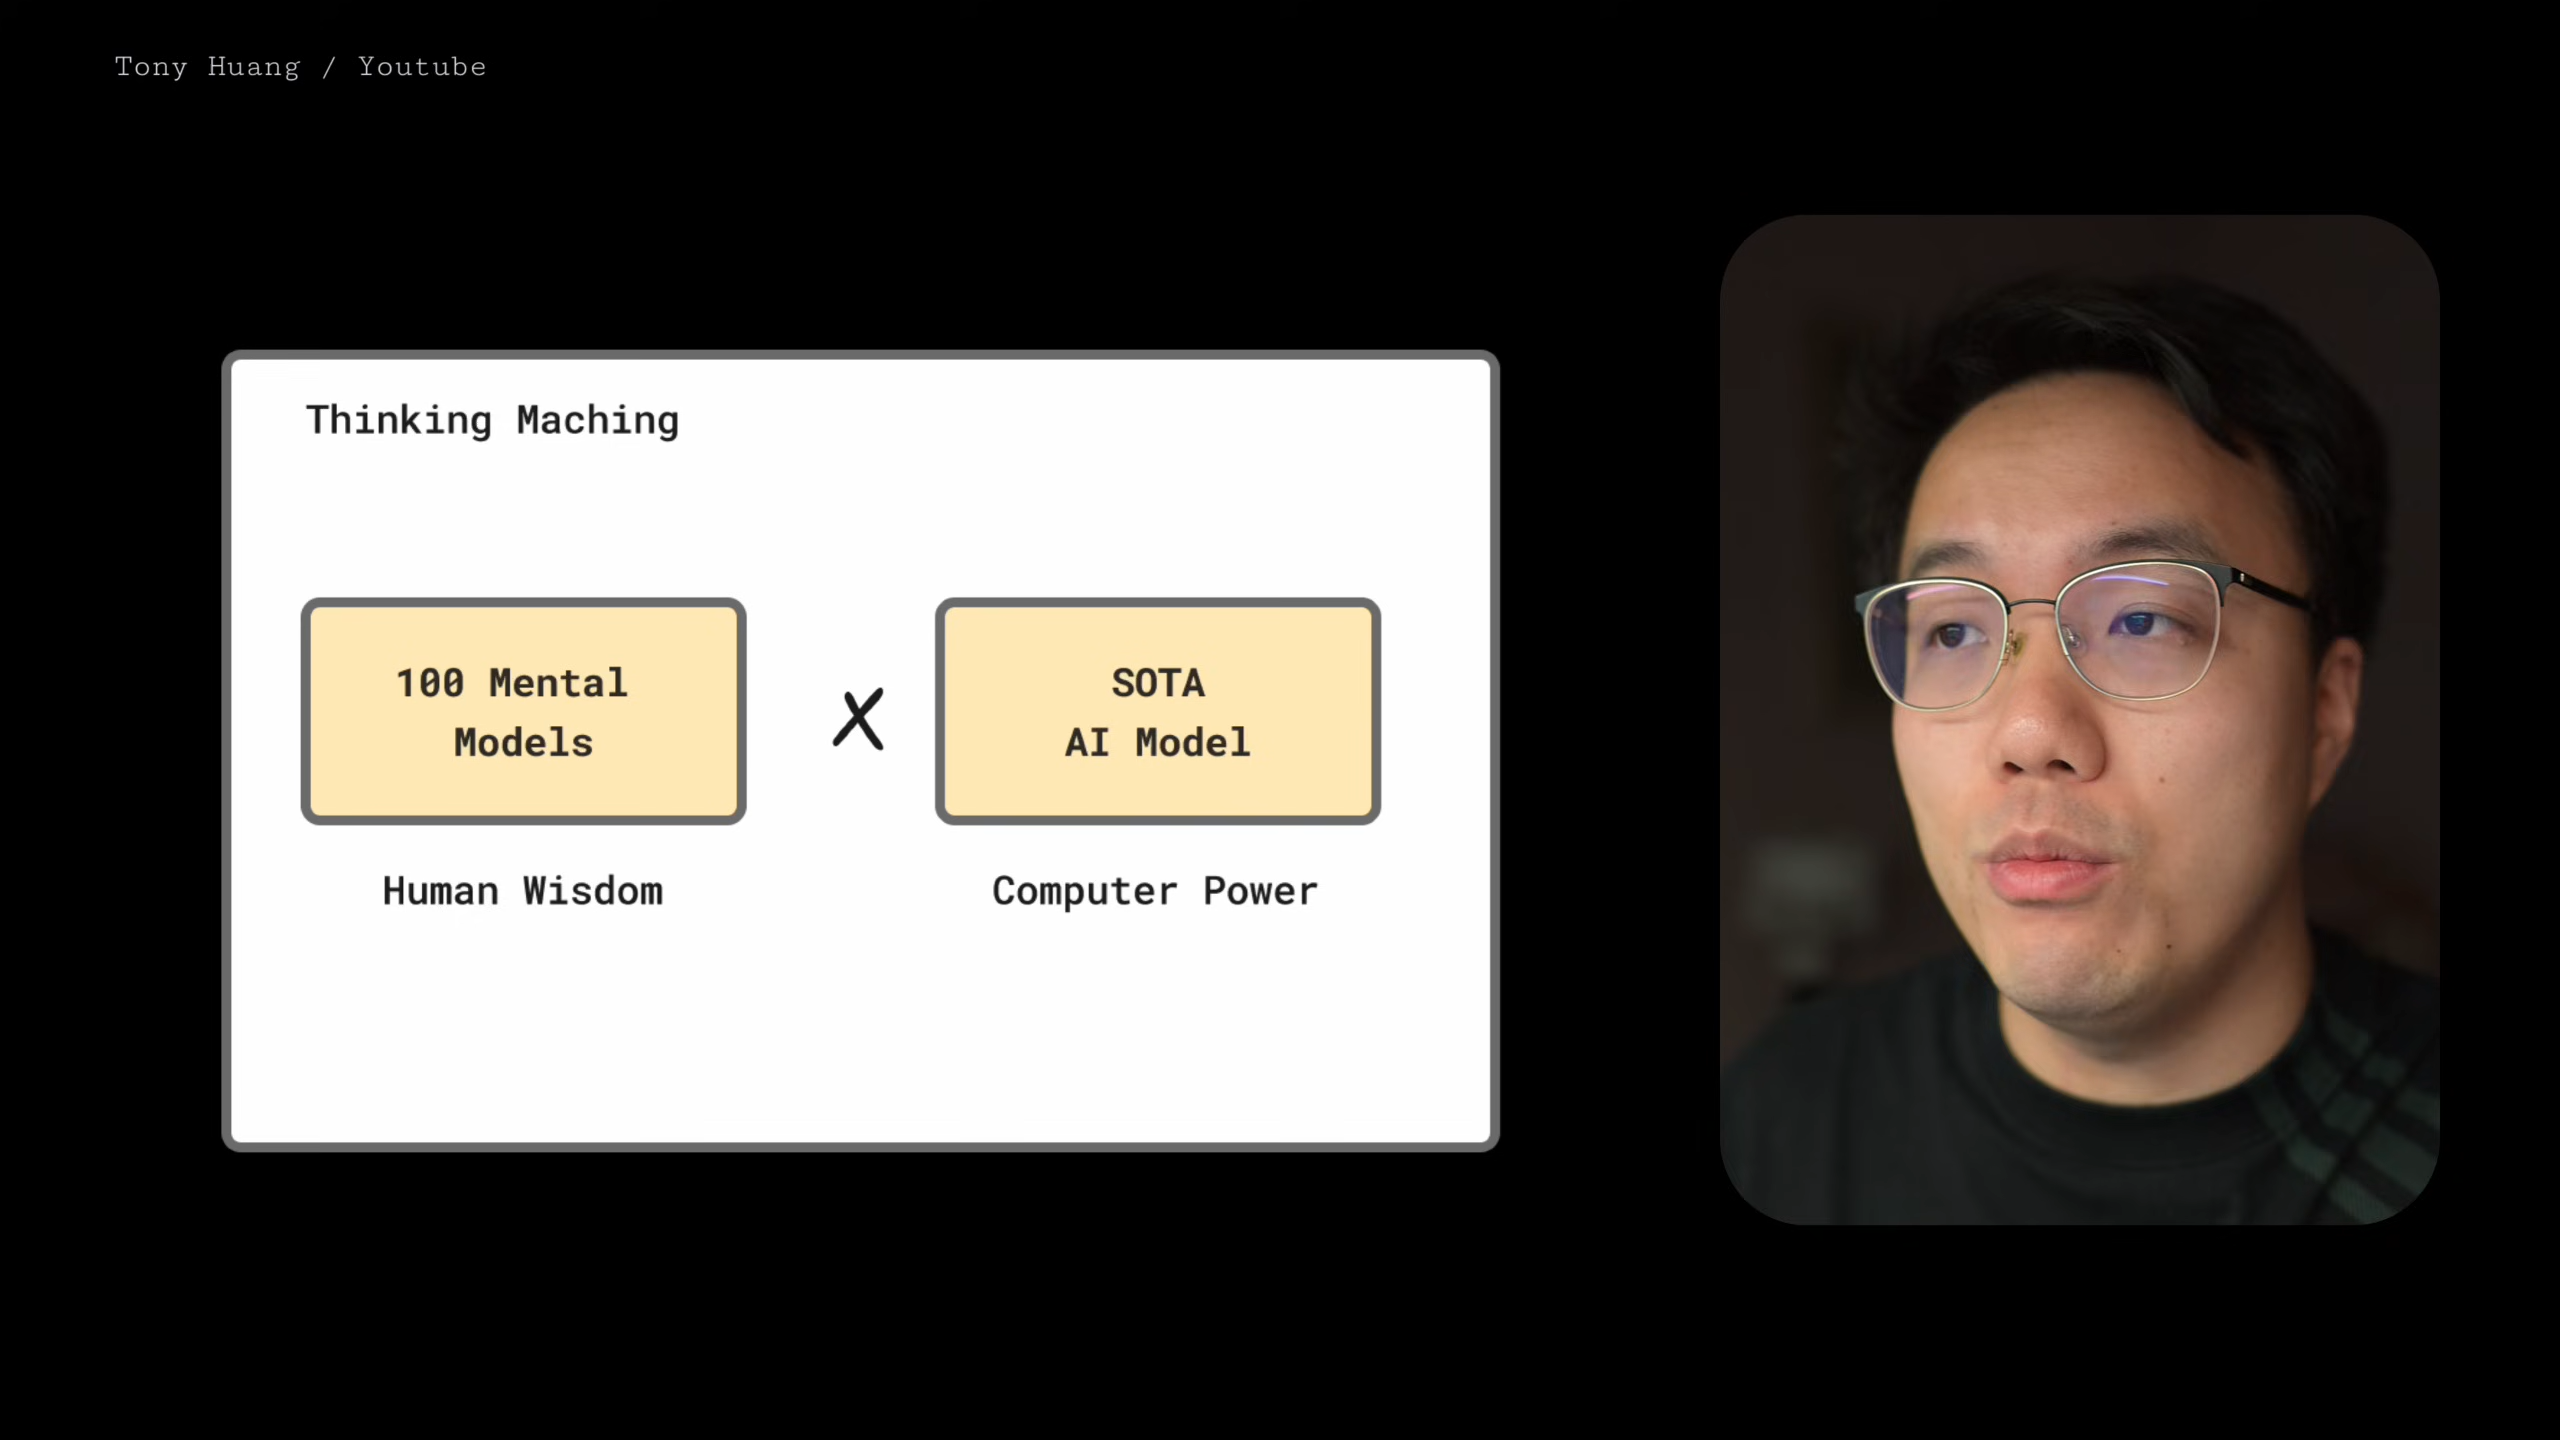 Tony Huang / Youtube
Thinking Maching
100 Mental
Models
X
SOTA
AI Model
Human Wisdom
Computer Power